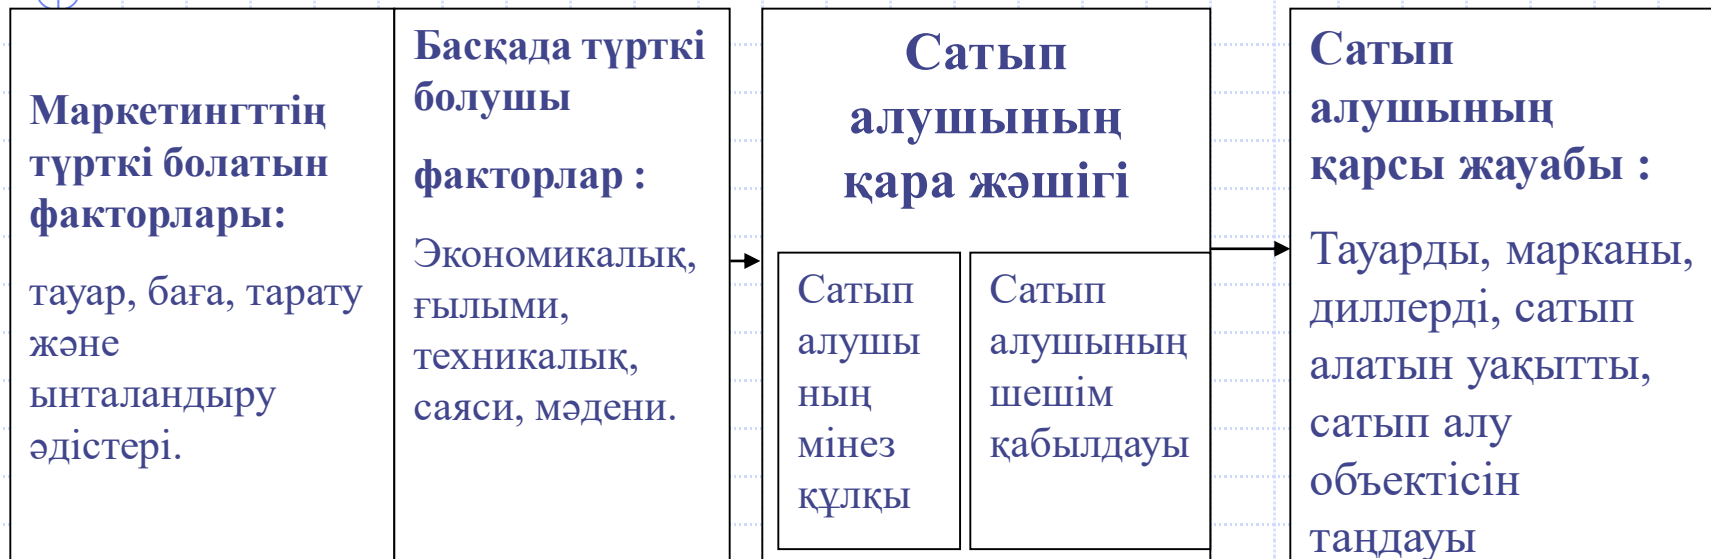 Маркетингттің
түрткі болатын
факторлары:
тауар, баға, тарату
және
ынталандыру
әдістері.
Басқада түрткі
болушы
факторлар :
Экономикалық,
ғылыми,
техникалық,
саяси, мәдени.
Сатып
алушының
қара жәшігі
Сатып
алушы
ның
мінез
құлқы
Сатып
алушының
шешім
қабылдауы
Сатып
алушының
қарсы жауабы :
Тауарды, марканы,
диллерді, сатып
алатын уақытты,
сатып алу
объектісін
таңдауы